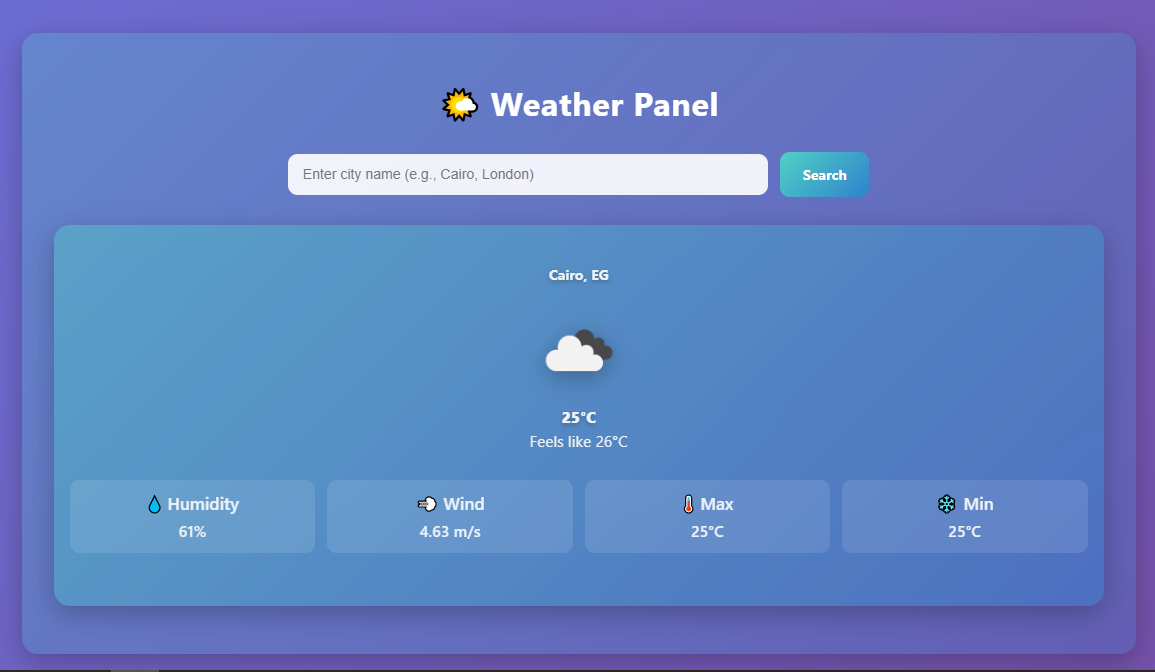 Weather Panel
Enter city name (e.g., Cairo, London)
Search
Cairo, EG
25°C
Feels like 26°C
Humidity
61%
Wind
4.63 m/s
Max
25°C
Min
25°C